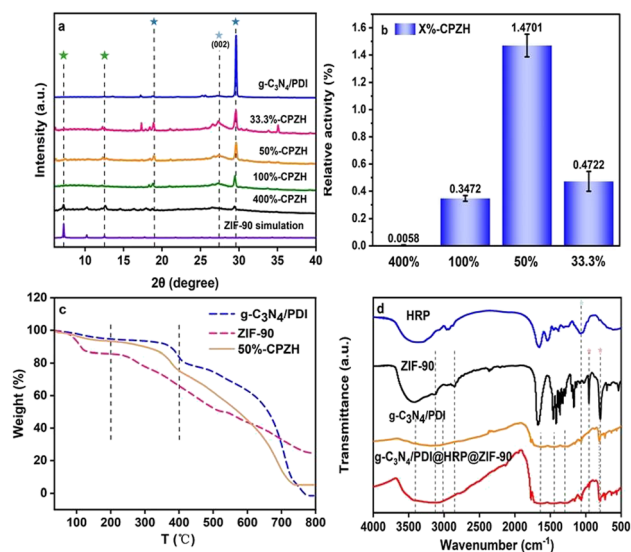 a
(002)
g-C₃N₄/PDI
33.3%-CPZH
50%-CPZH
100%-CPZH
400%-CPZH
ZIF-90 simulation
Intensity (a.u.)
5 10 15 20 25 30 35 40
2θ (degree)
b
X%-CPZH
1.6
1.4
1.2
1.0
0.8
0.6
0.4
0.2
0.0
Relative activity (%)
0.0058
0.3472
1.4701
0.4722
400% 100% 50% 33.3%
c
g-C₃N₄/PDI
ZIF-90
50%-CPZH
120
100
80
60
40
20
0
Weight (%)
100 200 300 400 500 600 700 800
T (℃)
d
HRP
ZIF-90
g-C₃N₄/PDI
g-C₃N₄/PDI@HRP@ZIF-90
Transmittance (a.u.)
4000 3500 3000 2500 2000 1500 1000 500
Wavenumber (cm⁻¹)